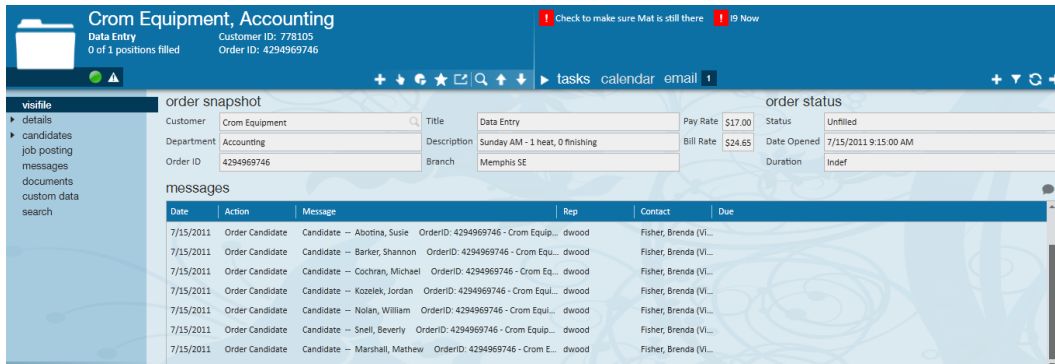 Crom Equipment, Accounting
Data Entry Customer ID: 778105
0 of 1 positions filled Order ID: 4294969746
! Check to make sure Mat is still there ! I9 Now
tasks calendar email 1
visifile
details
candidates
job posting
messages
documents
custom data
search
order snapshot
Customer Crom Equipment Title Data Entry Pay Rate $17.00
Department Accounting Description Sunday AM - 1 heat, 0 finishing Bill Rate $24.65
Order ID 4294969746 Branch Memphis SE
order status
Status Unfilled
Date Opened 7/15/2011 9:15:00 AM
Duration Indef
messages
Date Action Message Rep Contact Due
7/15/2011 Order Candidate Candidate -- Abotina, Susie OrderID: 4294969746 - Crom Equip... dwood Fisher, Brenda (Vi...
7/15/2011 Order Candidate Candidate -- Barker, Shannon OrderID: 4294969746 - Crom Equ... dwood Fisher, Brenda (Vi...
7/15/2011 Order Candidate Candidate -- Cochran, Michael OrderID: 4294969746 - Crom Eq... dwood Fisher, Brenda (Vi...
7/15/2011 Order Candidate Candidate -- Kozelek, Jordan OrderID: 4294969746 - Crom Equi... dwood Fisher, Brenda (Vi...
7/15/2011 Order Candidate Candidate -- Nolan, William OrderID: 4294969746 - Crom Equi... dwood Fisher, Brenda (Vi...
7/15/2011 Order Candidate Candidate -- Snell, Beverly OrderID: 4294969746 - Crom Equip... dwood Fisher, Brenda (Vi...
7/15/2011 Order Candidate Candidate -- Marshall, Mathew OrderID: 4294969746 - Crom E... dwood Fisher, Brenda (Vi...